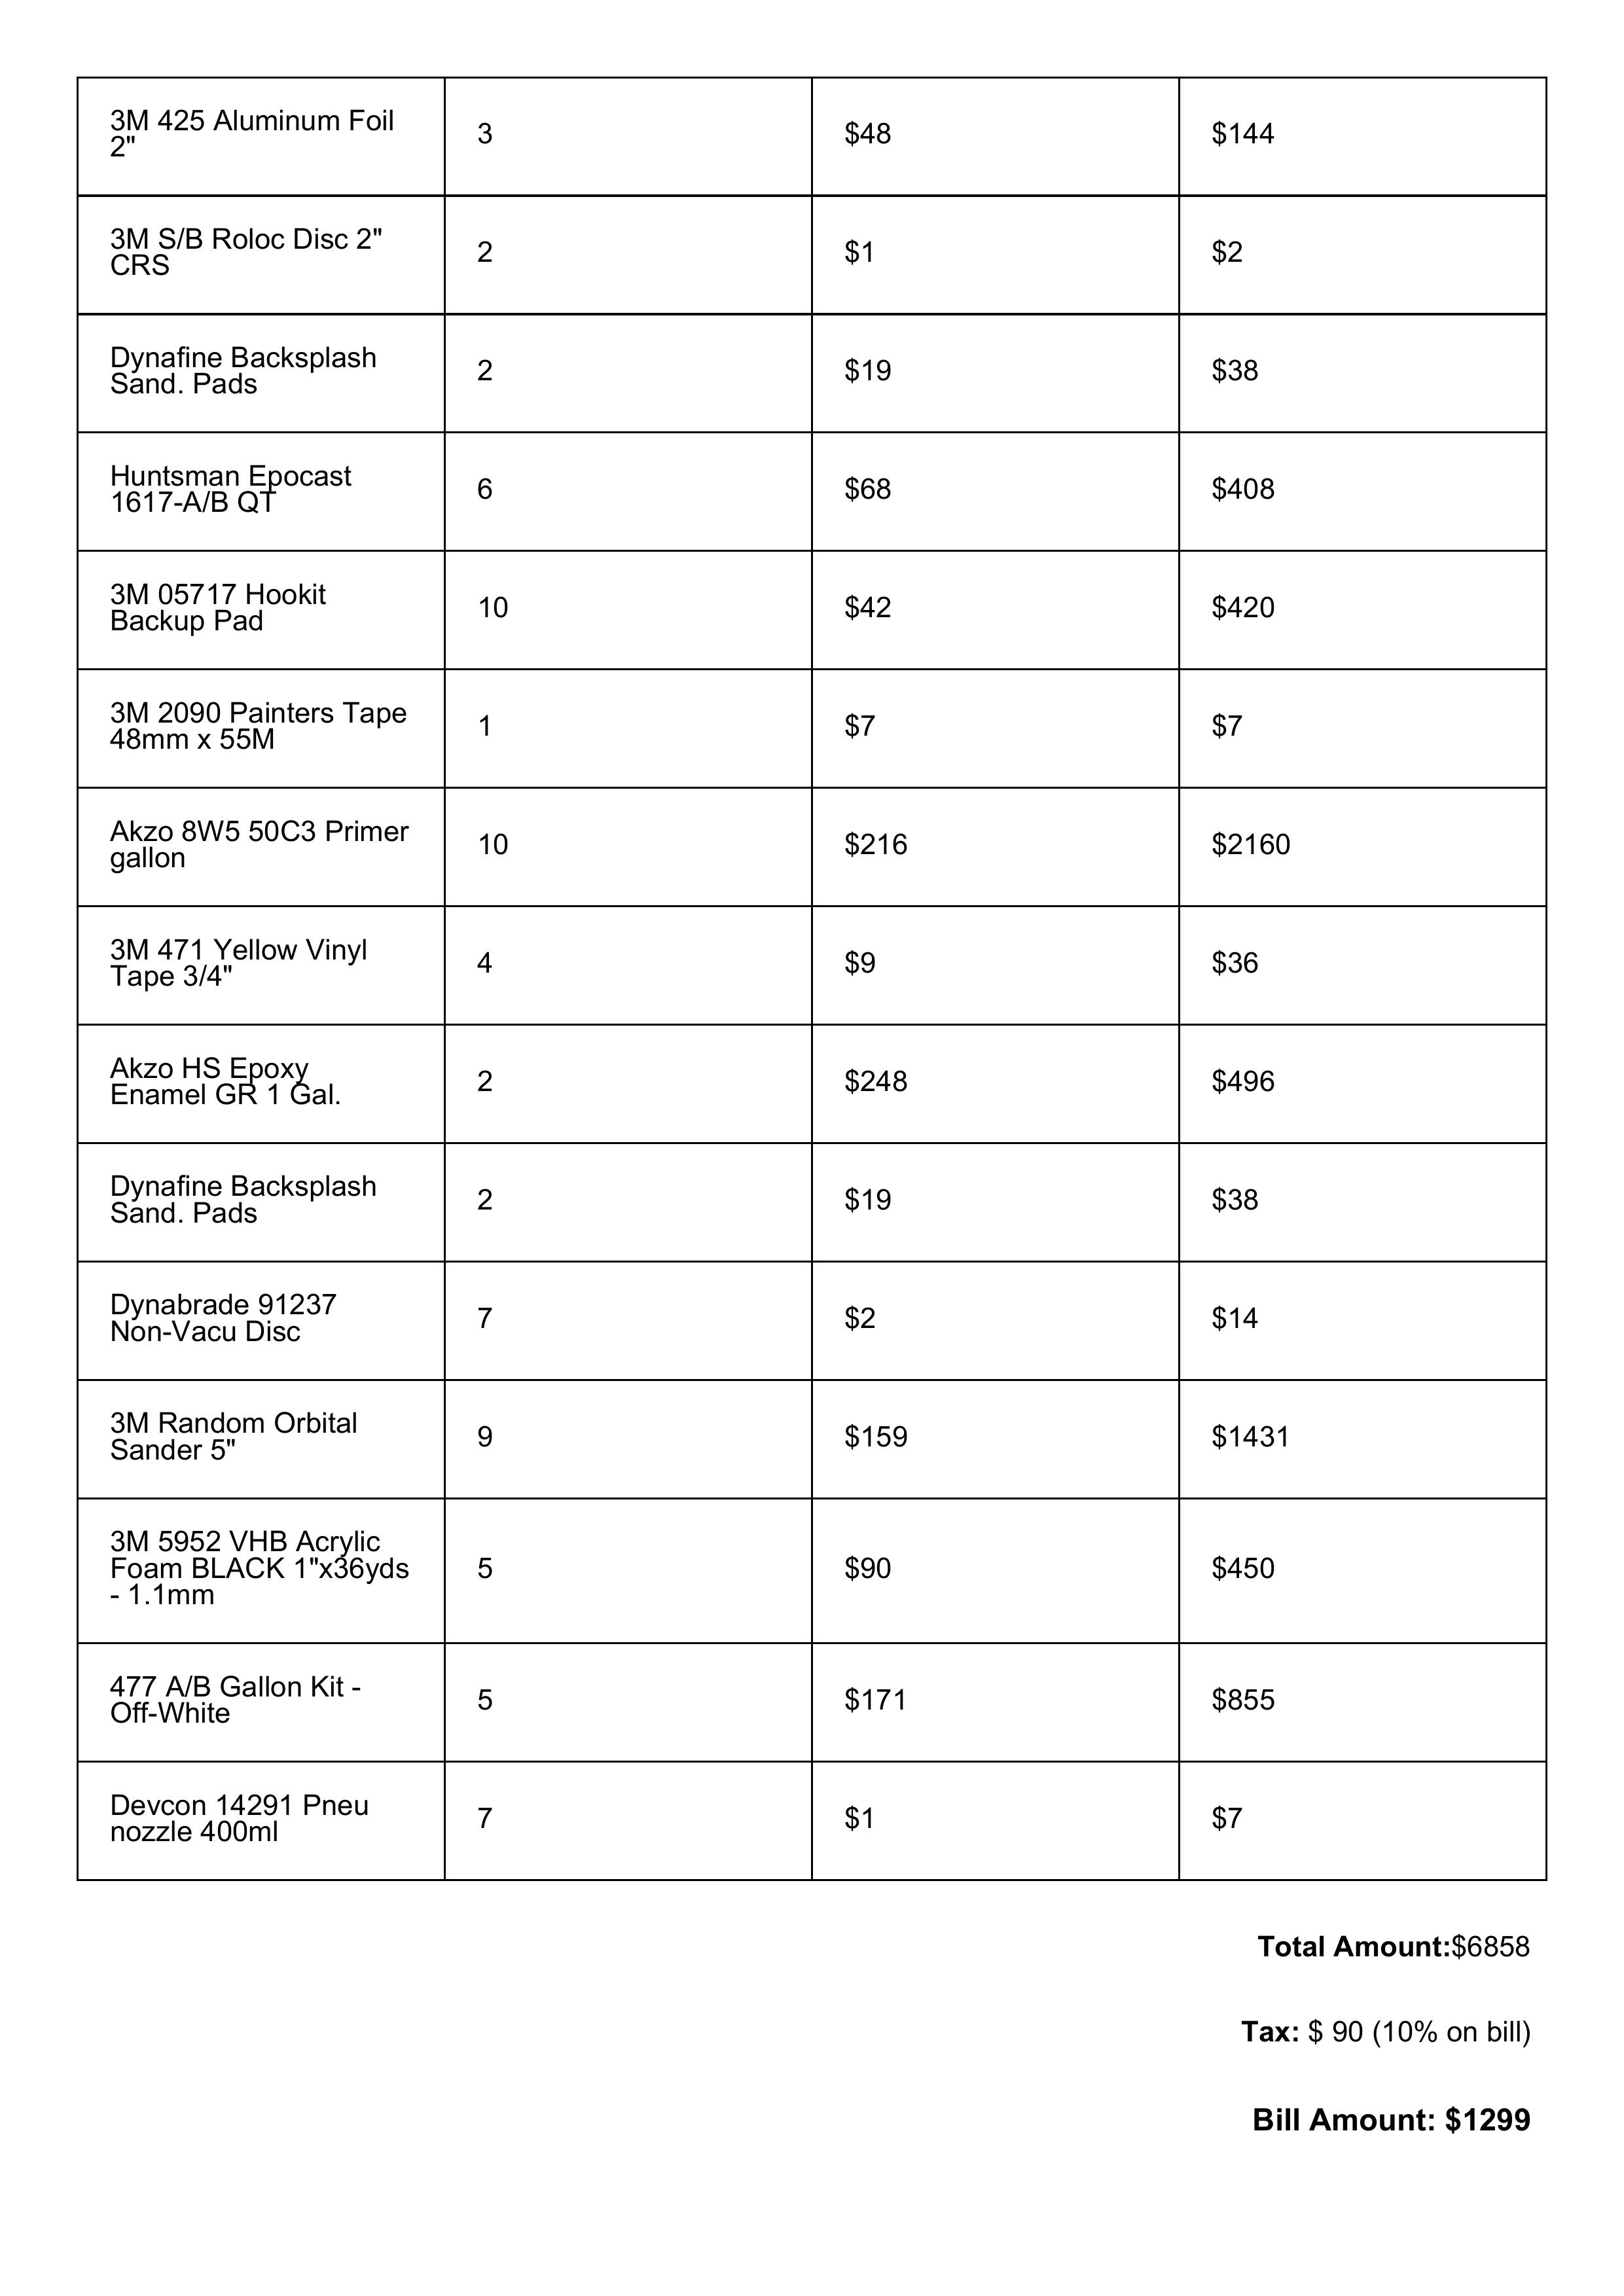 3M 425 Aluminum Foil
2"
3
$48
$144
3M S/B Roloc Disc 2"
CRS
2
$1
$2
Dynafine Backsplash
Sand. Pads
2
$19
$38
Huntsman Epocast
1617-A/B QT
6
$68
$408
3M 05717 Hookit
Backup Pad
10
$42
$420
3M 2090 Painters Tape
48mm x 55M
1
$7
$7
Akzo 8W5 50C3 Primer
gallon
10
$216
$2160
3M 471 Yellow Vinyl
Tape 3/4"
4
$9
$36
Akzo HS Epoxy
Enamel GR 1 Gal.
2
$248
$496
Dynafine Backsplash
Sand. Pads
2
$19
$38
Dynabrade 91237
Non-Vacu Disc
7
$2
$14
3M Random Orbital
Sander 5"
9
$159
$1431
3M 5952 VHB Acrylic
Foam BLACK 1"x36yds
- 1.1mm
5
$90
$450
477 A/B Gallon Kit -
Off-White
5
$171
$855
Devcon 14291 Pneu
nozzle 400ml
7
$1
$7
Total Amount:$6858
Tax: $ 90 (10% on bill)
Bill Amount: $1299